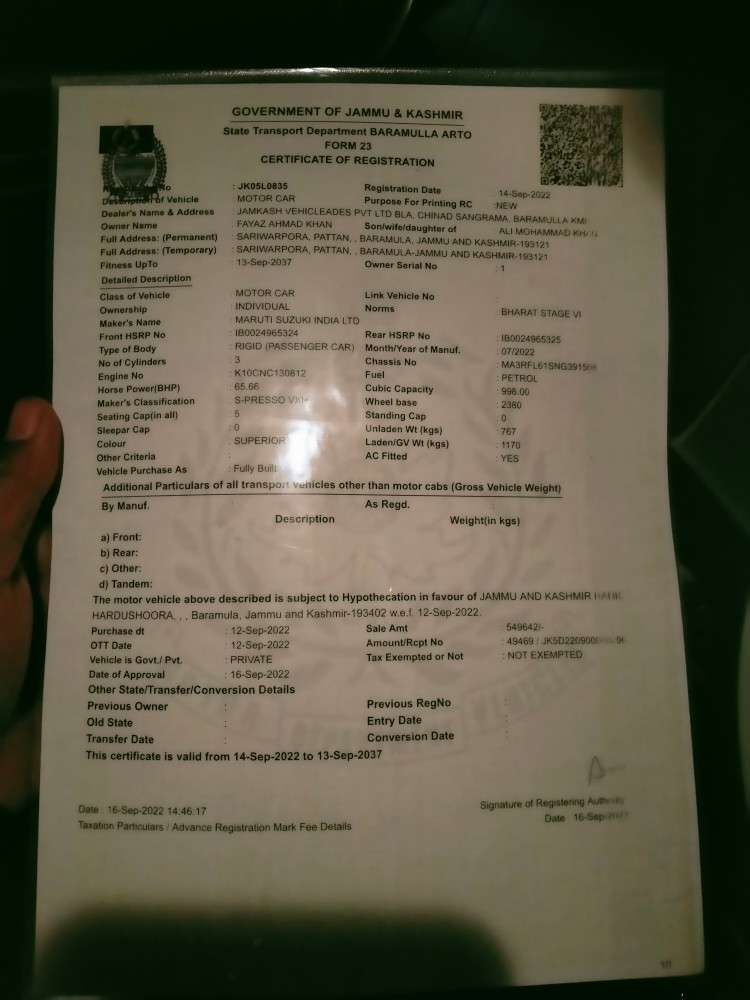 GOVERNMENT OF JAMMU & KASHMIR
State Transport Department BARAMULLA ARTO
FORM 23
CERTIFICATE OF REGISTRATION
No : JK05L0835 Registration Date : 14-Sep-2022
Description of Vehicle : MOTOR CAR Purpose For Printing RC : NEW
Dealer's Name & Address : JAMKASH VEHICLEADES PVT LTD BLA, CHINAD SANGRAMA, BARAMULLA KMI
Owner Name : FAYAZ AHMAD KHAN Son/wife/daughter of : ALI MOHAMMAD
Full Address: (Permanent) : SARIWARPORA, PATTAN, , BARAMULA, JAMMU AND KASHMIR-193121
Full Address: (Temporary) : SARIWARPORA, PATTAN, , BARAMULA-JAMMU AND KASHMIR-193121
Fitness UpTo : 13-Sep-2037 Owner Serial No : 1
Detailed Description
Class of Vehicle : MOTOR CAR Link Vehicle No :
Ownership : INDIVIDUAL Norms : BHARAT STAGE VI
Maker's Name : MARUTI SUZUKI INDIA LTD
Front HSRP No : IB0024965324 Rear HSRP No : IB0024965325
Type of Body : RIGID (PASSENGER CAR) Month/Year of Manuf. : 07/2022
No of Cylinders : 3 Chassis No : MA3RFL61SNG3915
Engine No : K10CNC130812 Fuel : PETROL
Horse Power(BHP) : 65.66 Cubic Capacity : 998.00
Maker's Classification : S-PRESSO VXI+ Wheel base : 2380
Seating Cap(in all) : 5 Standing Cap : 0
Sleepar Cap : 0 Unladen Wt (kgs) : 767
Colour : SUPERIOR Laden/GV Wt (kgs) : 1170
Other Criteria : AC Fitted : YES
Vehicle Purchase As : Fully Built
Additional Particulars of all transport vehicles other than motor cabs (Gross Vehicle Weight)
By Manuf. : As Regd. :
Description Weight(in kgs)
a) Front:
b) Rear:
c) Other:
d) Tandem:
The motor vehicle above described is subject to Hypothecation in favour of JAMMU AND KASHMIR BANK
HARDUSHOORA, , , Baramula, Jammu and Kashmir-193402 w.e.f. 12-Sep-2022.
Purchase dt : 12-Sep-2022 Sale Amt : 549642/-
OTT Date : 12-Sep-2022 Amount/Rcpt No : 49469 / JK5D220900
Vehicle is Govt./ Pvt. : PRIVATE Tax Exempted or Not : NOT EXEMPTED
Date of Approval : 16-Sep-2022
Other State/Transfer/Conversion Details
Previous Owner : Previous RegNo :
Old State : Entry Date :
Transfer Date : Conversion Date :
This certificate is valid from 14-Sep-2022 to 13-Sep-2037
Date : 16-Sep-2022 14:46:17 Signature of Registering Authority
Taxation Particulars / Advance Registration Mark Fee Details Date : 16-Sep-2022
1/1